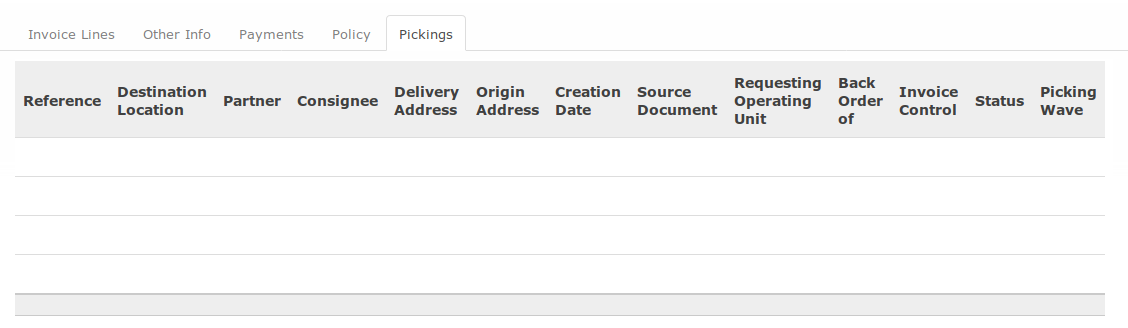 Invoice Lines Other Info Payments Policy Pickings
Reference Destination Location Partner Consignee Delivery Address Origin Address Creation Date Source Document Requesting Operating Unit Back Order of Invoice Control Status Picking Wave